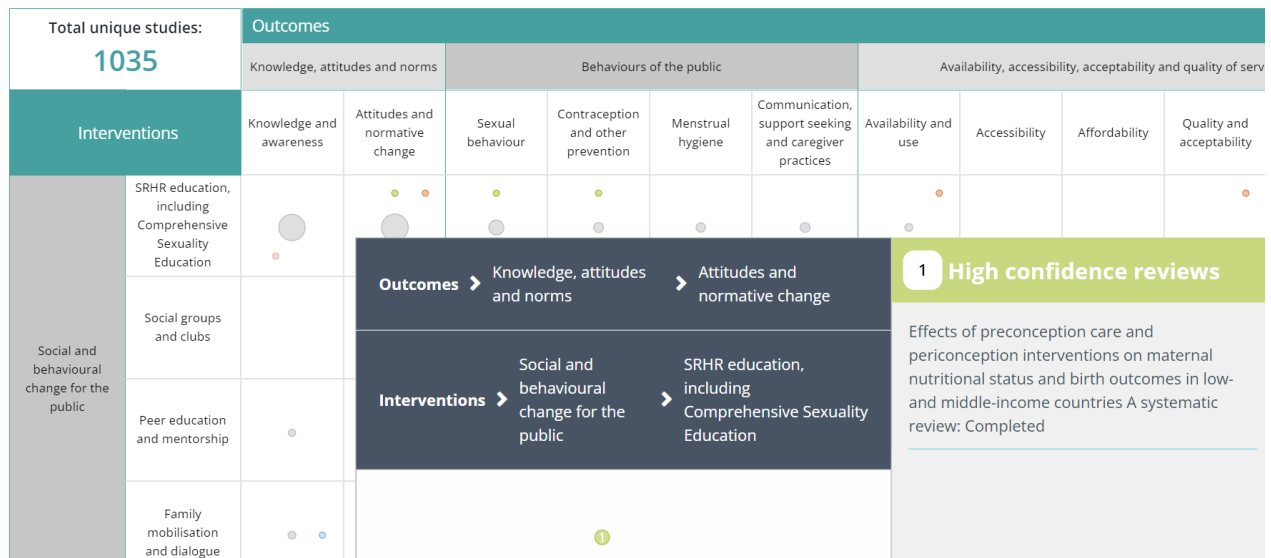 Total unique studies:
1035
Outcomes
Knowledge, attitudes and norms
Behaviours of the public
Availability, accessibility, acceptability and quality of serv
Interventions
Knowledge and
awareness
Attitudes and
normative
change
Sexual
behaviour
Contraception
and other
prevention
Menstrual
hygiene
Communication,
support seeking
and caregiver
practices
Availability and
use
Accessibility
Affordability
Quality and
acceptability
Social and
behavioural
change for the
public
SRHR education,
including
Comprehensive
Sexuality
Education
Social groups
and clubs
Peer education
and mentorship
Family
mobilisation
and dialogue
Outcomes
Knowledge, attitudes
and norms
Attitudes and
normative change
Interventions
Social and
behavioural
change for the
public
SRHR education,
including
Comprehensive Sexuality
Education
1
1 High confidence reviews
Effects of preconception care and
periconception interventions on maternal
nutritional status and birth outcomes in low-
and middle-income countries A systematic
review: Completed